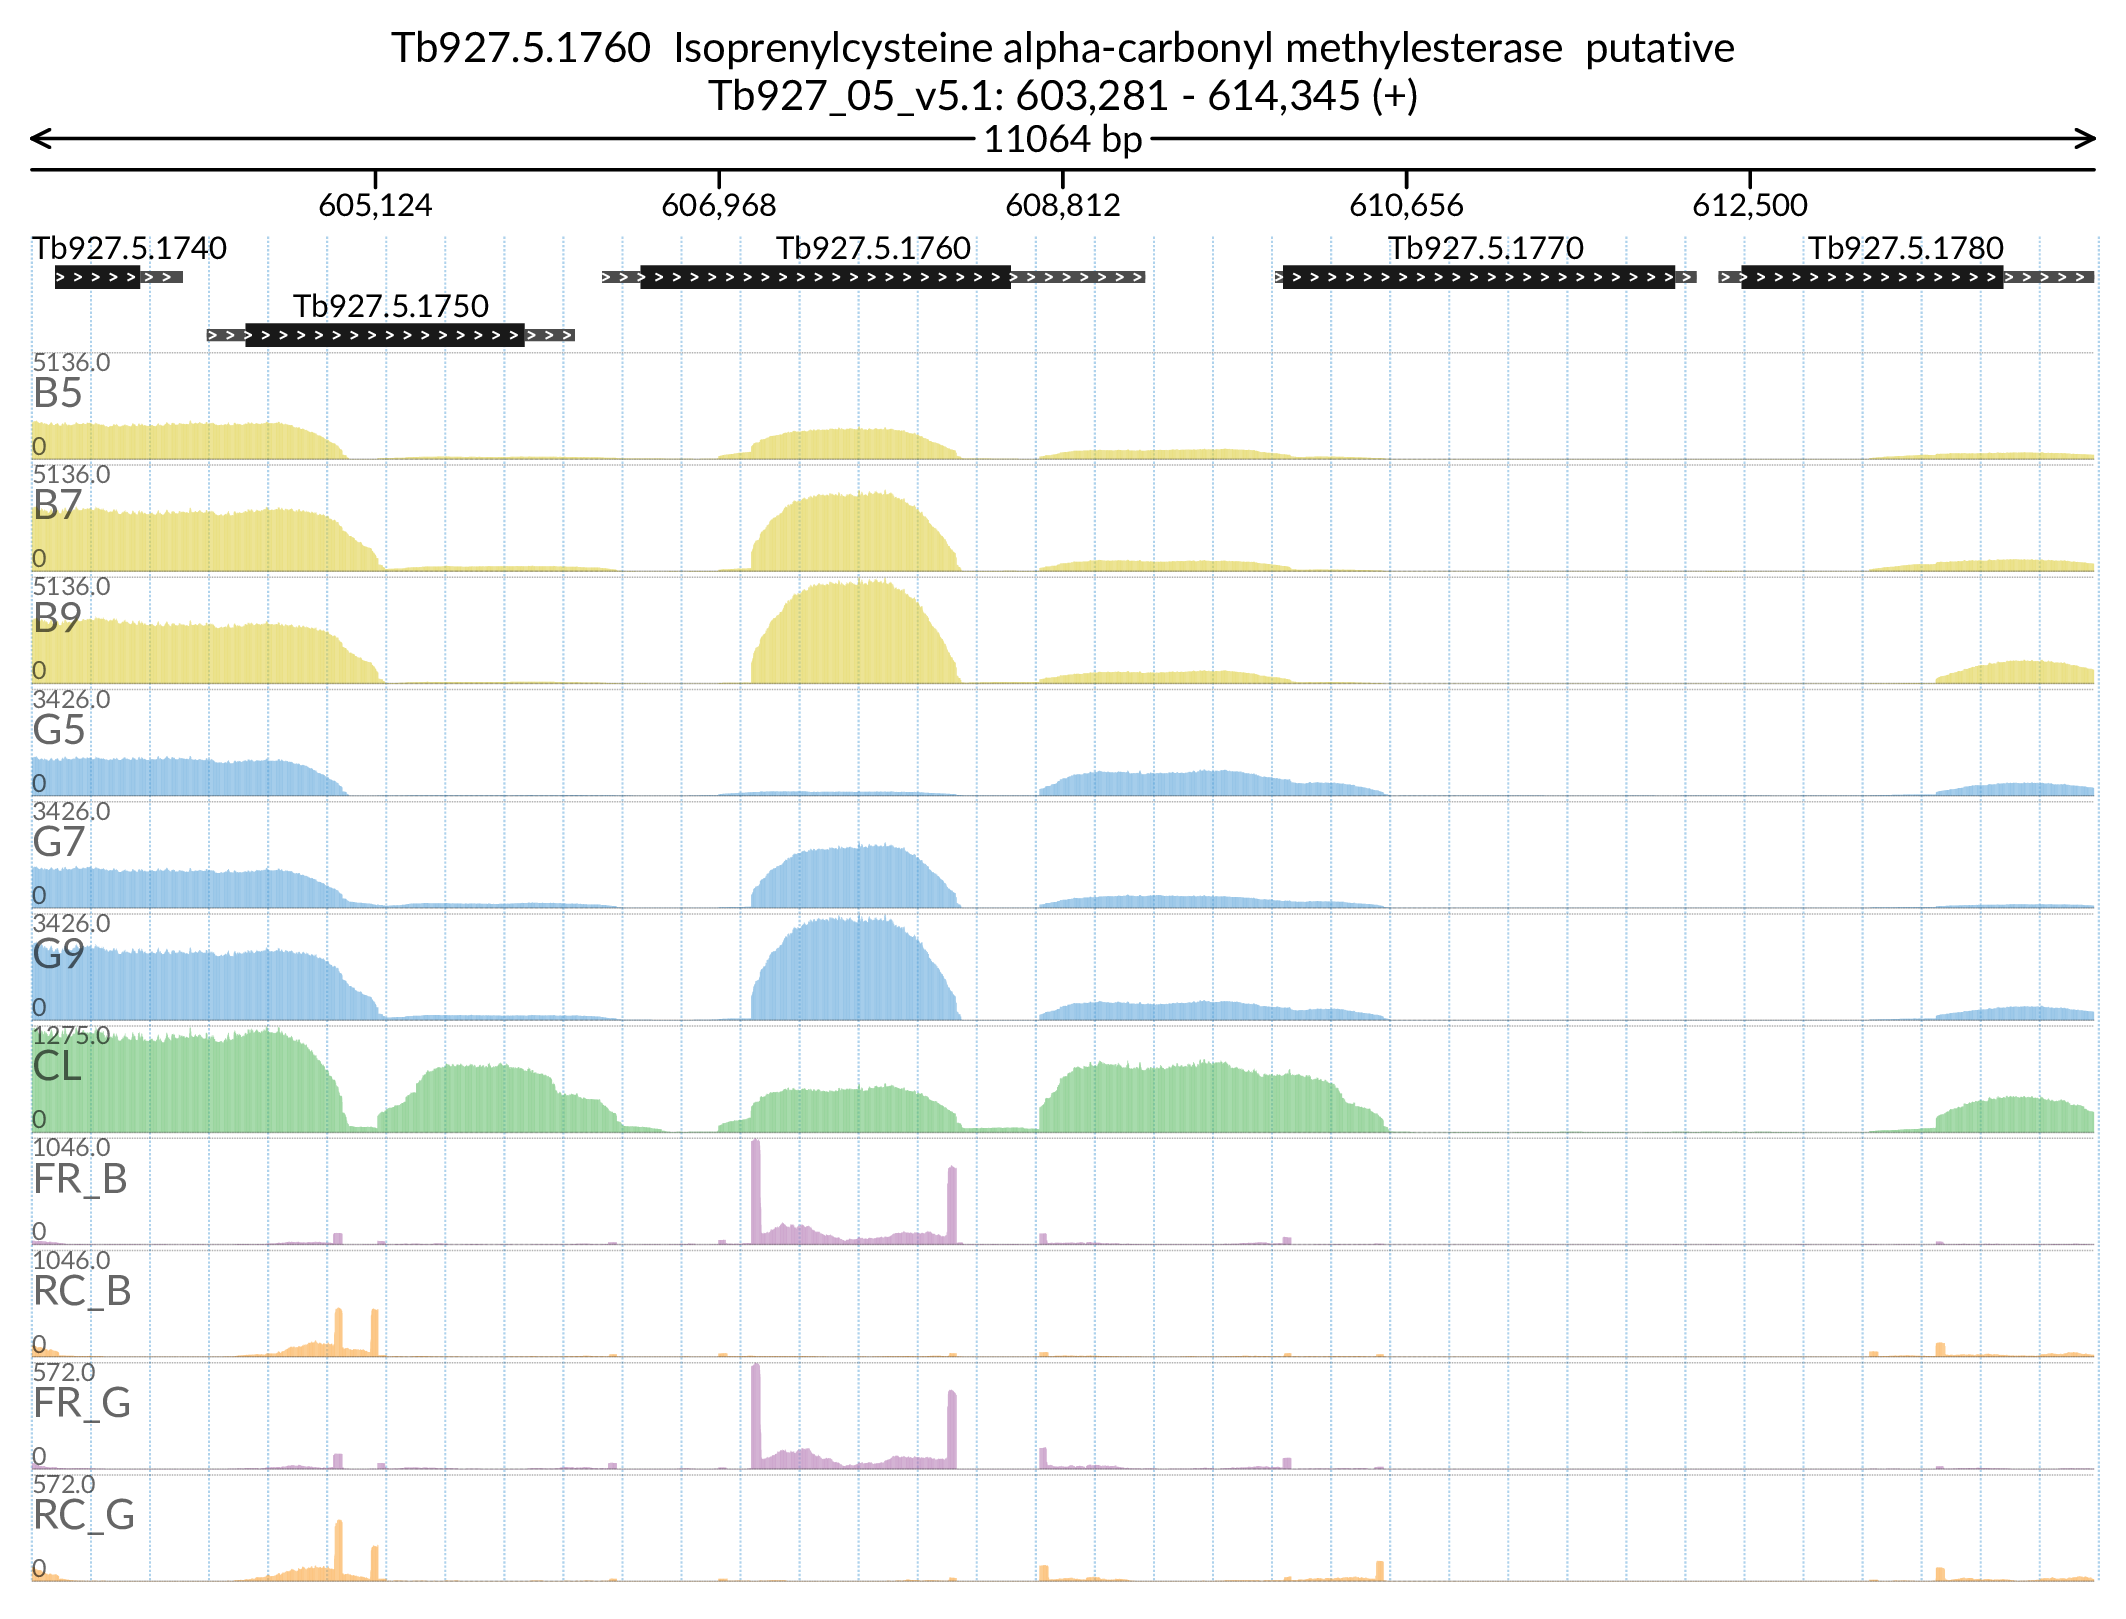 Tb927.5.1760 Isoprenylcysteine alpha-carbonyl methylesterase putative
Tb927_05_v5.1: 603,281 - 614,345 (+)
11064 bp
605,124 606,968 608,812 610,656 612,500
Tb927.5.1740 Tb927.5.1760 Tb927.5.1770 Tb927.5.1780
Tb927.5.1750
5136.0
B5
0
5136.0
B7
0
5136.0
B9
0
3426.0
G5
0
3426.0
G7
0
3426.0
G9
0
1275.0
CL
0
1046.0
FR_B
0
1046.0
RC_B
0
572.0
FR_G
0
572.0
RC_G
0